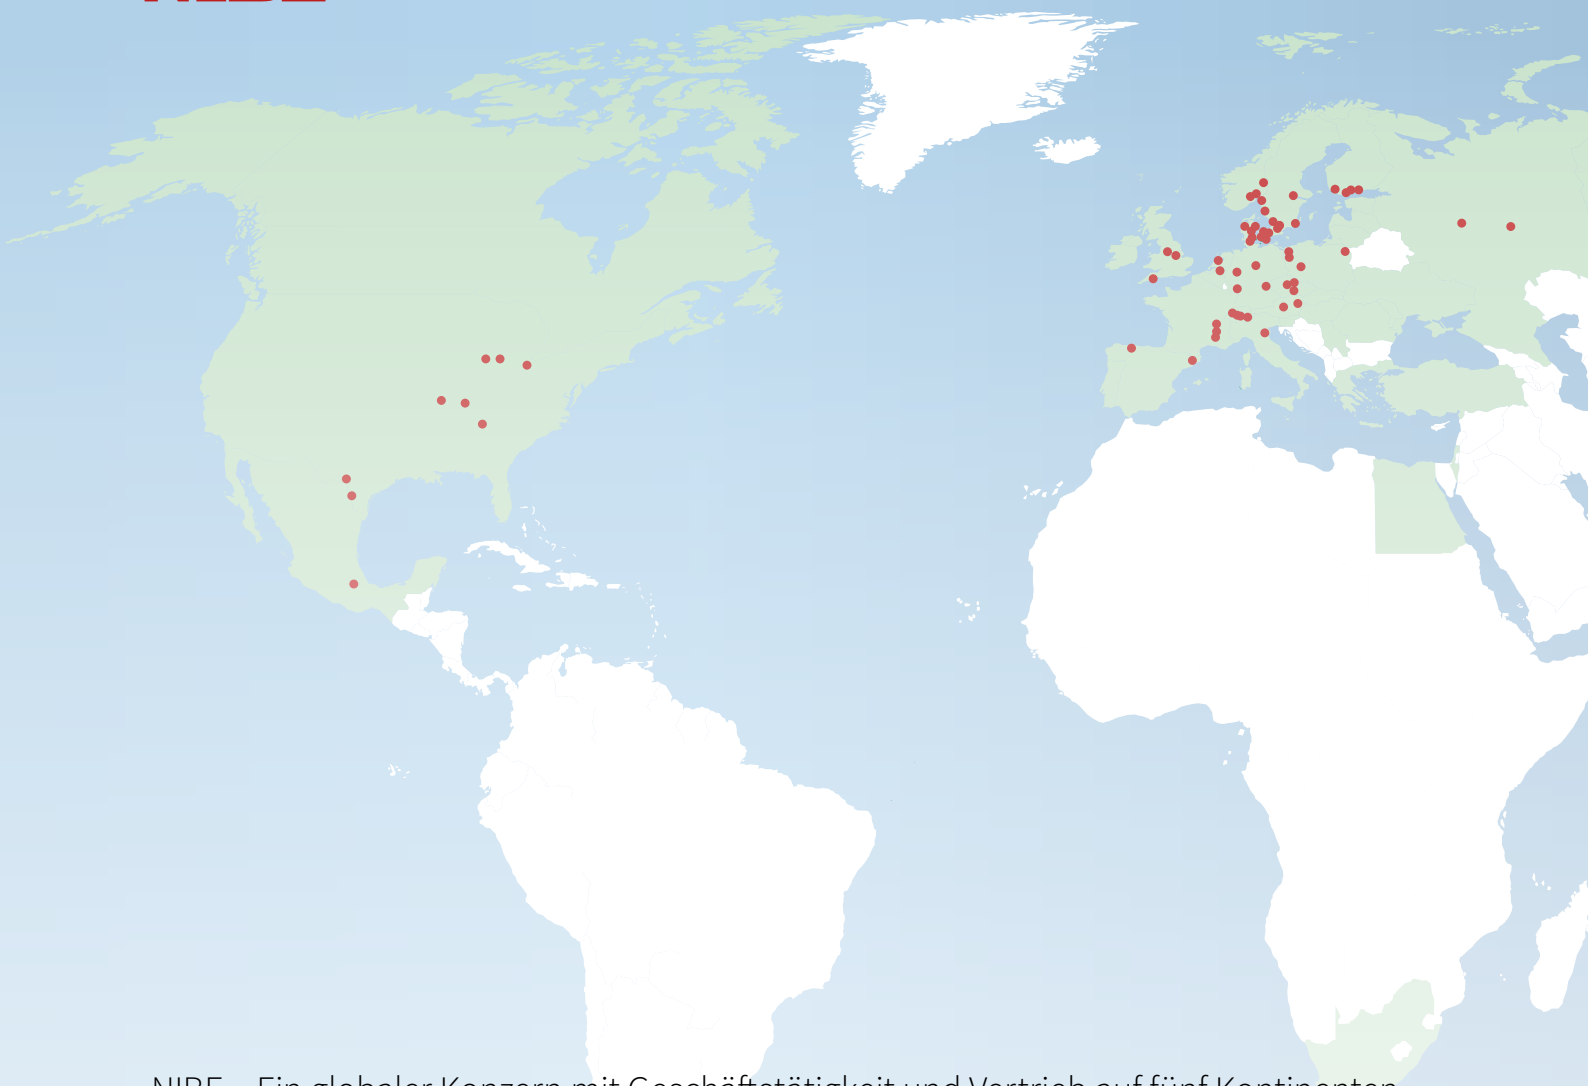 NIBE – Ein globaler Konzern mit Geschäftstätigkeit und Vertrieb auf fünf Kontinenten